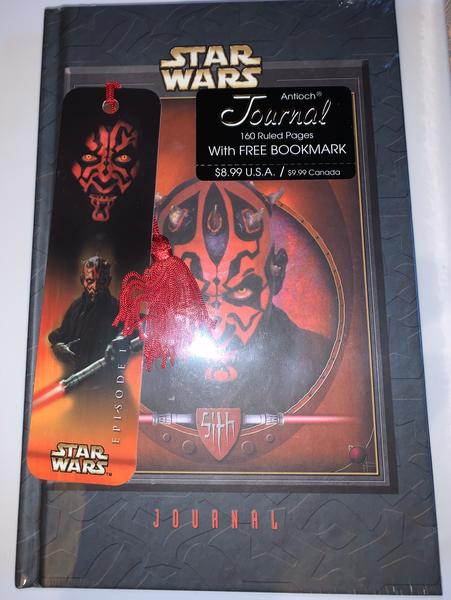 STAR
WARS
Antioch®
Journal
160 Ruled Pages
With FREE BOOKMARK
$8.99 U.S.A. / $9.99 Canada
EPISODE I
STAR
WARS™
Sith
JOURNAL